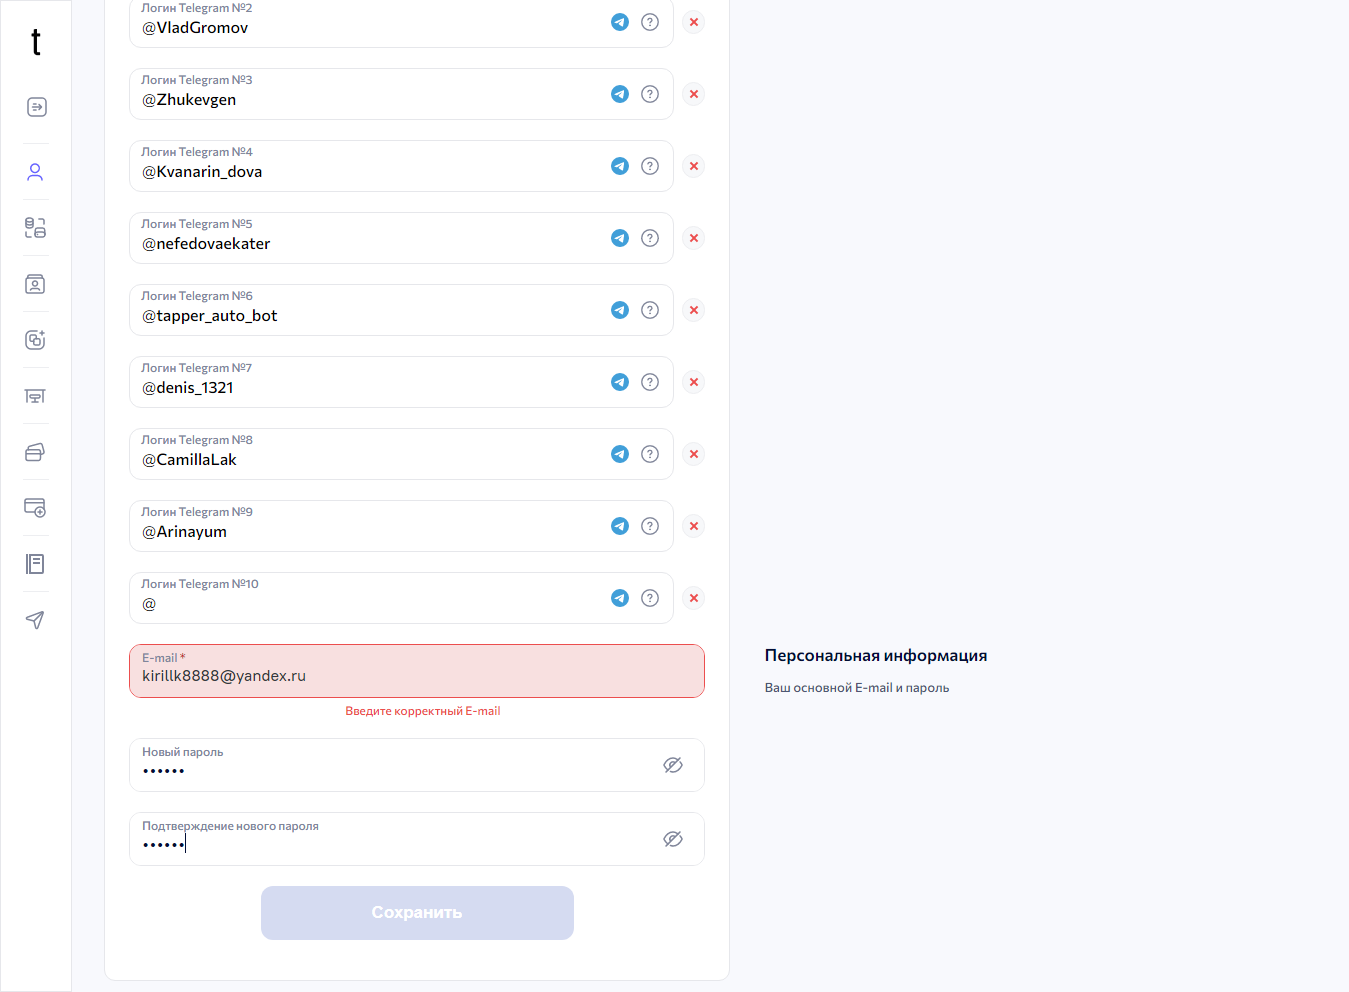 t
Логин Telegram №2
@VladGromov
Логин Telegram №3
@Zhukevgen
Логин Telegram №4
@Kvanarin_dova
Логин Telegram №5
@nefedovaekater
Логин Telegram №6
@tapper_auto_bot
Логин Telegram №7
@denis_1321
Логин Telegram №8
@CamillaLak
Логин Telegram №9
@Arinayum
Логин Telegram №10
@
E-mail *
kirillk8888@yandex.ru
Введите корректный E-mail
Персональная информация
Ваш основной E-mail и пароль
Новый пароль
••••••
Подтверждение нового пароля
••••••
Сохранить